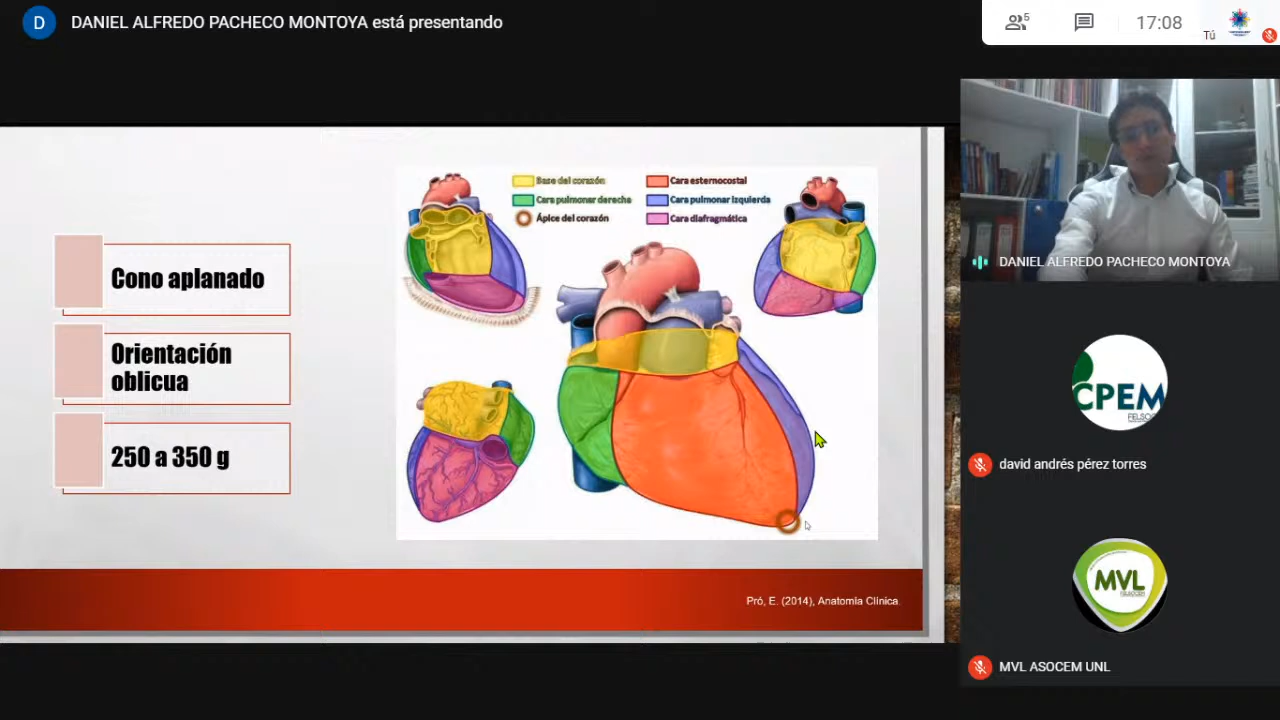 D DANIEL ALFREDO PACHECO MONTOYA está presentando
5
17:08
Tú
Cono aplanado
Orientación
oblicua
250 a 350 g
Base del corazón
Cara esternocostal
Cara pulmonar derecha
Cara pulmonar izquierda
Ápice del corazón
Cara diafragmática
Pró, E. (2014), Anatomía Clínica.
DANIEL ALFREDO PACHECO MONTOYA
CPEM
FELSOCEM
david andrés pérez torres
MVL
FELSOCEM
MVL ASOCEM UNL